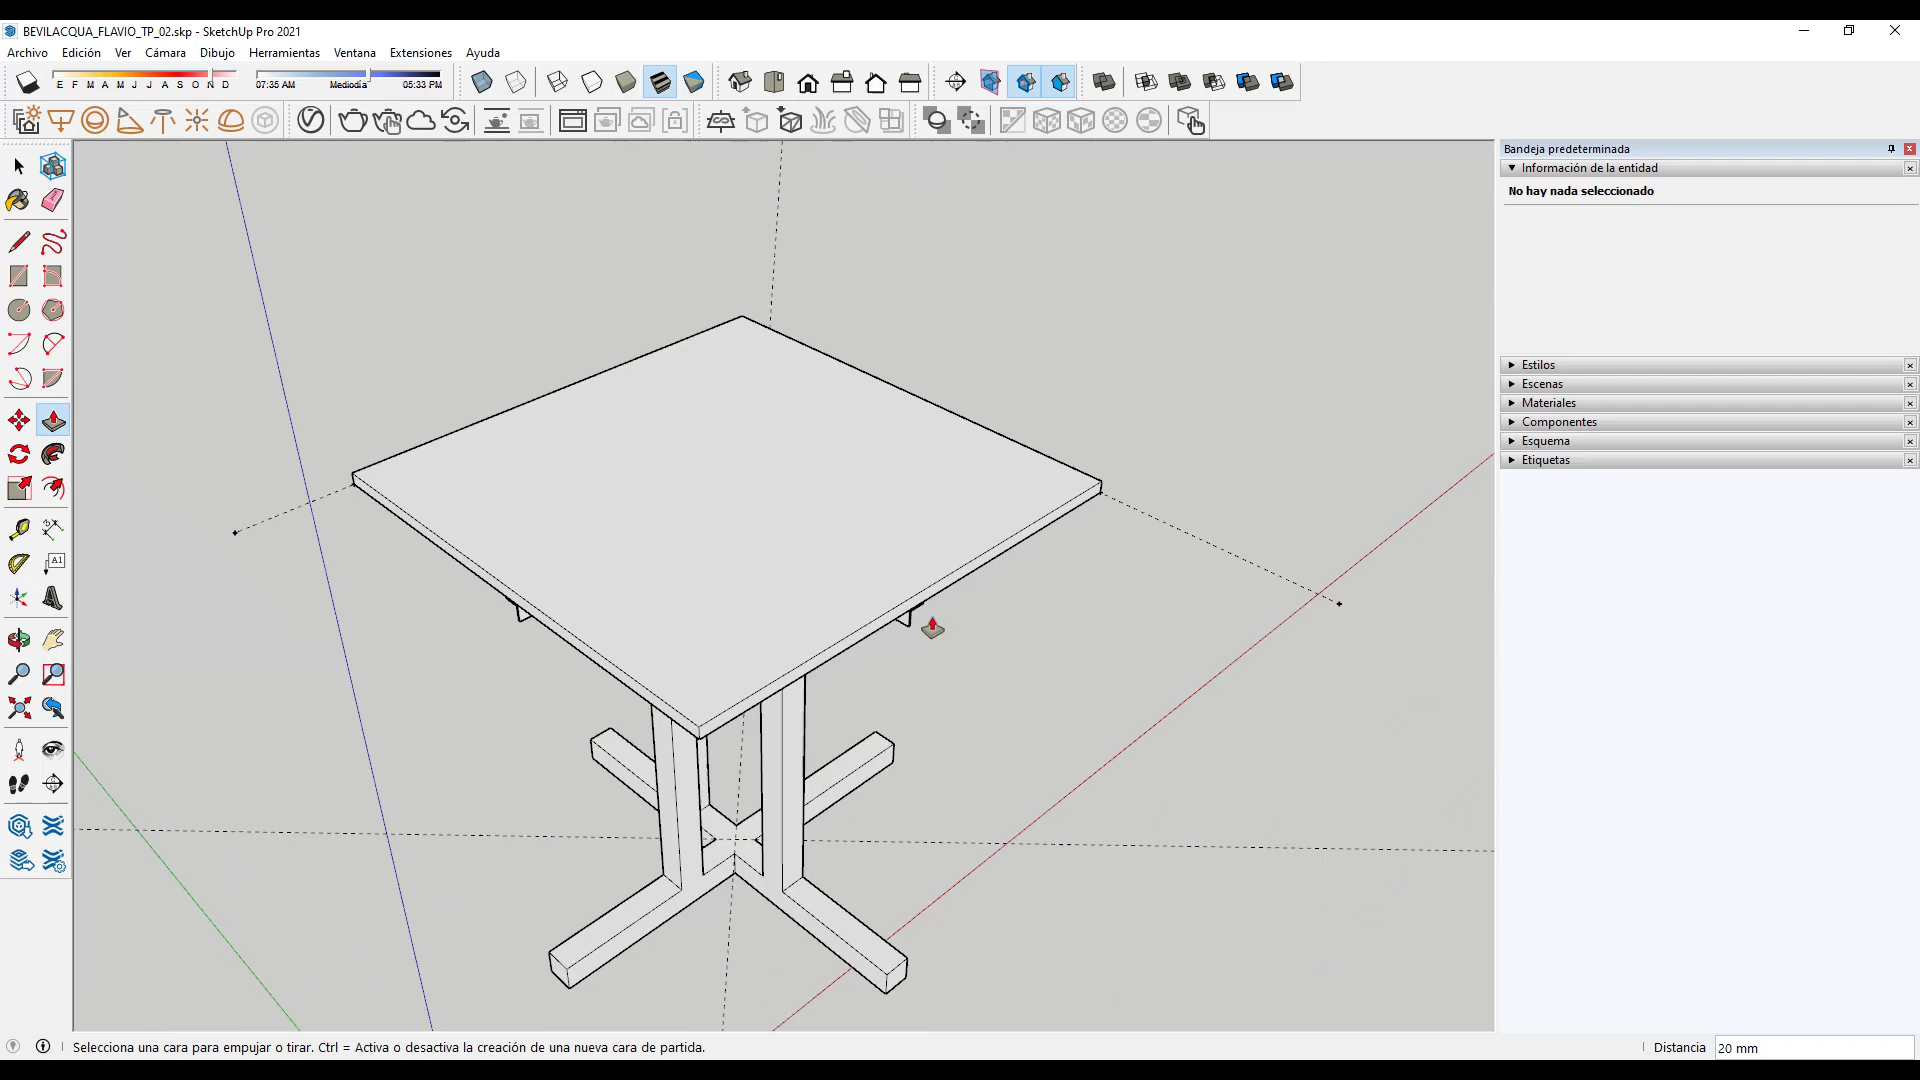 BEVILACQUA_FLAVIO_TP_02.skp - SketchUp Pro 2021
Archivo Edición Ver Cámara Dibujo Herramientas Ventana Extensiones Ayuda
E F M A M J J A S O N D 07:35 AM Mediodía 05:33 PM
Bandeja predeterminada
Información de la entidad
No hay nada seleccionado
Estilos
Escenas
Materiales
Componentes
Esquema
Etiquetas
A1
Selecciona una cara para empujar o tirar. Ctrl = Activa o desactiva la creación de una nueva cara de partida. Distancia 20 mm